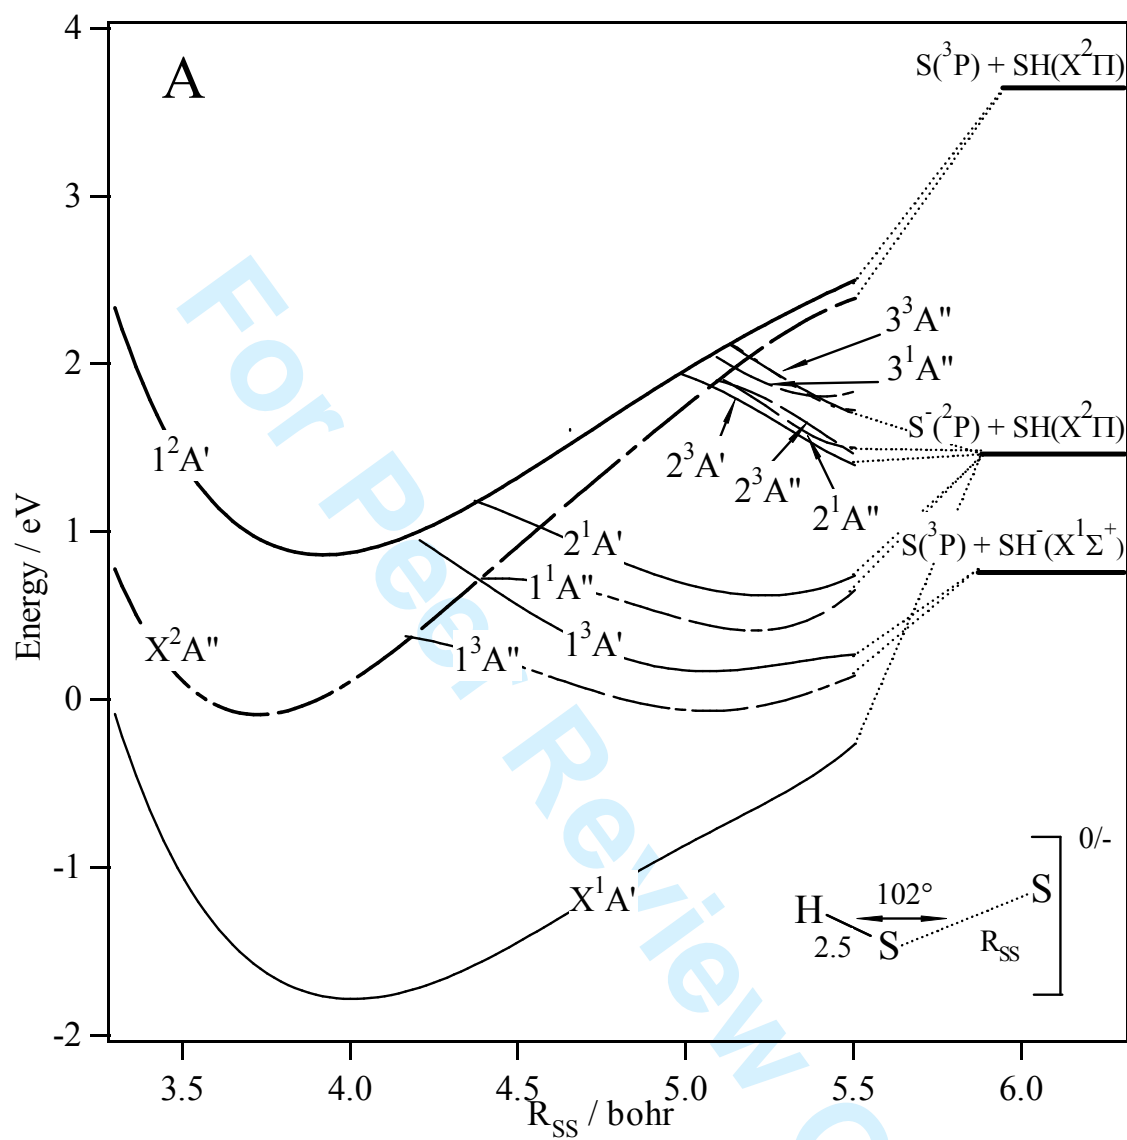 4
3
2
1
0
-1
-2
Energy / eV
A
S(³P) + SH(X²Π)
3³A"
3¹A"
S⁻(²P) + SH(X²Π)
1²A'
2³A'
2³A"
2¹A"
2¹A'
S(³P) + SH⁻(X¹Σ⁺)
1¹A"
X²A"
1³A"
1³A'
X¹A'
0/-
102°
H
S
S
2.5
R_SS
3.5
4.0
4.5
5.0
5.5
6.0
R_SS / bohr
For Peer Review O